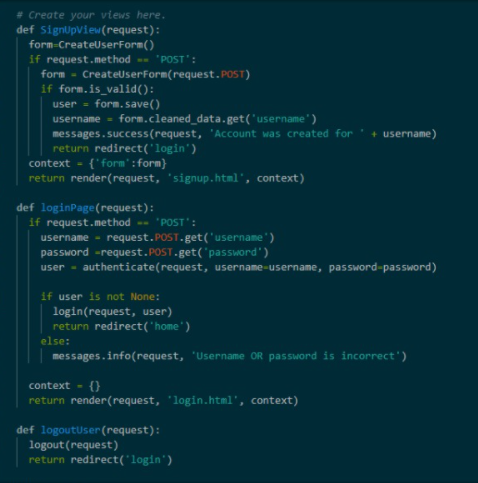 # Create your views here.
def SignUpView(request):
form=CreateUserForm()
if request.method == 'POST':
form = CreateUserForm(request.POST)
if form.is_valid():
user = form.save()
username = form.cleaned_data.get('username')
messages.success(request, 'Account was created for ' + username)
return redirect('login')
context = {'form':form}
return render(request, 'signup.html', context)
def loginPage(request):
if request.method == 'POST':
username = request.POST.get('username')
password =request.POST.get('password')
user = authenticate(request, username=username, password=password)
if user is not None:
login(request, user)
return redirect('home')
else:
messages.info(request, 'Username OR password is incorrect')
context = {}
return render(request, 'login.html', context)
def logoutUser(request):
logout(request)
return redirect('login')